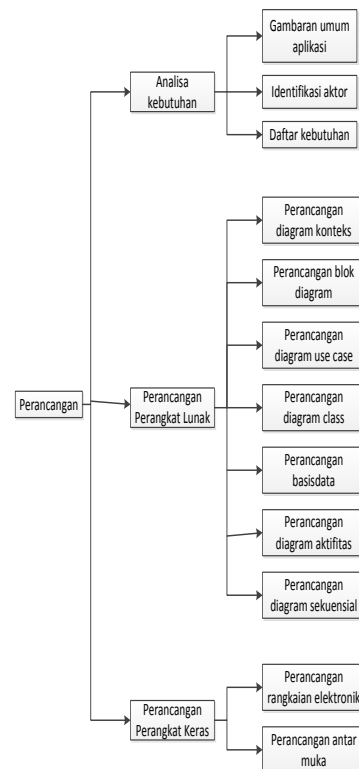 Gambaran umum
aplikasi
Analisa
kebutuhan
Identifikasi aktor
Daftar kebutuhan
Perancangan
diagram konteks
Perancangan blok
diagram
Perancangan
diagram use case
Perancangan
Perancangan
Perangkat Lunak
Perancangan
diagram class
Perancangan
basisdata
Perancangan
diagram aktifitas
Perancangan
diagram sekuensial
Perancangan
Perangkat Keras
Perancangan
rangkaian elektronik
Perancangan antar
muka